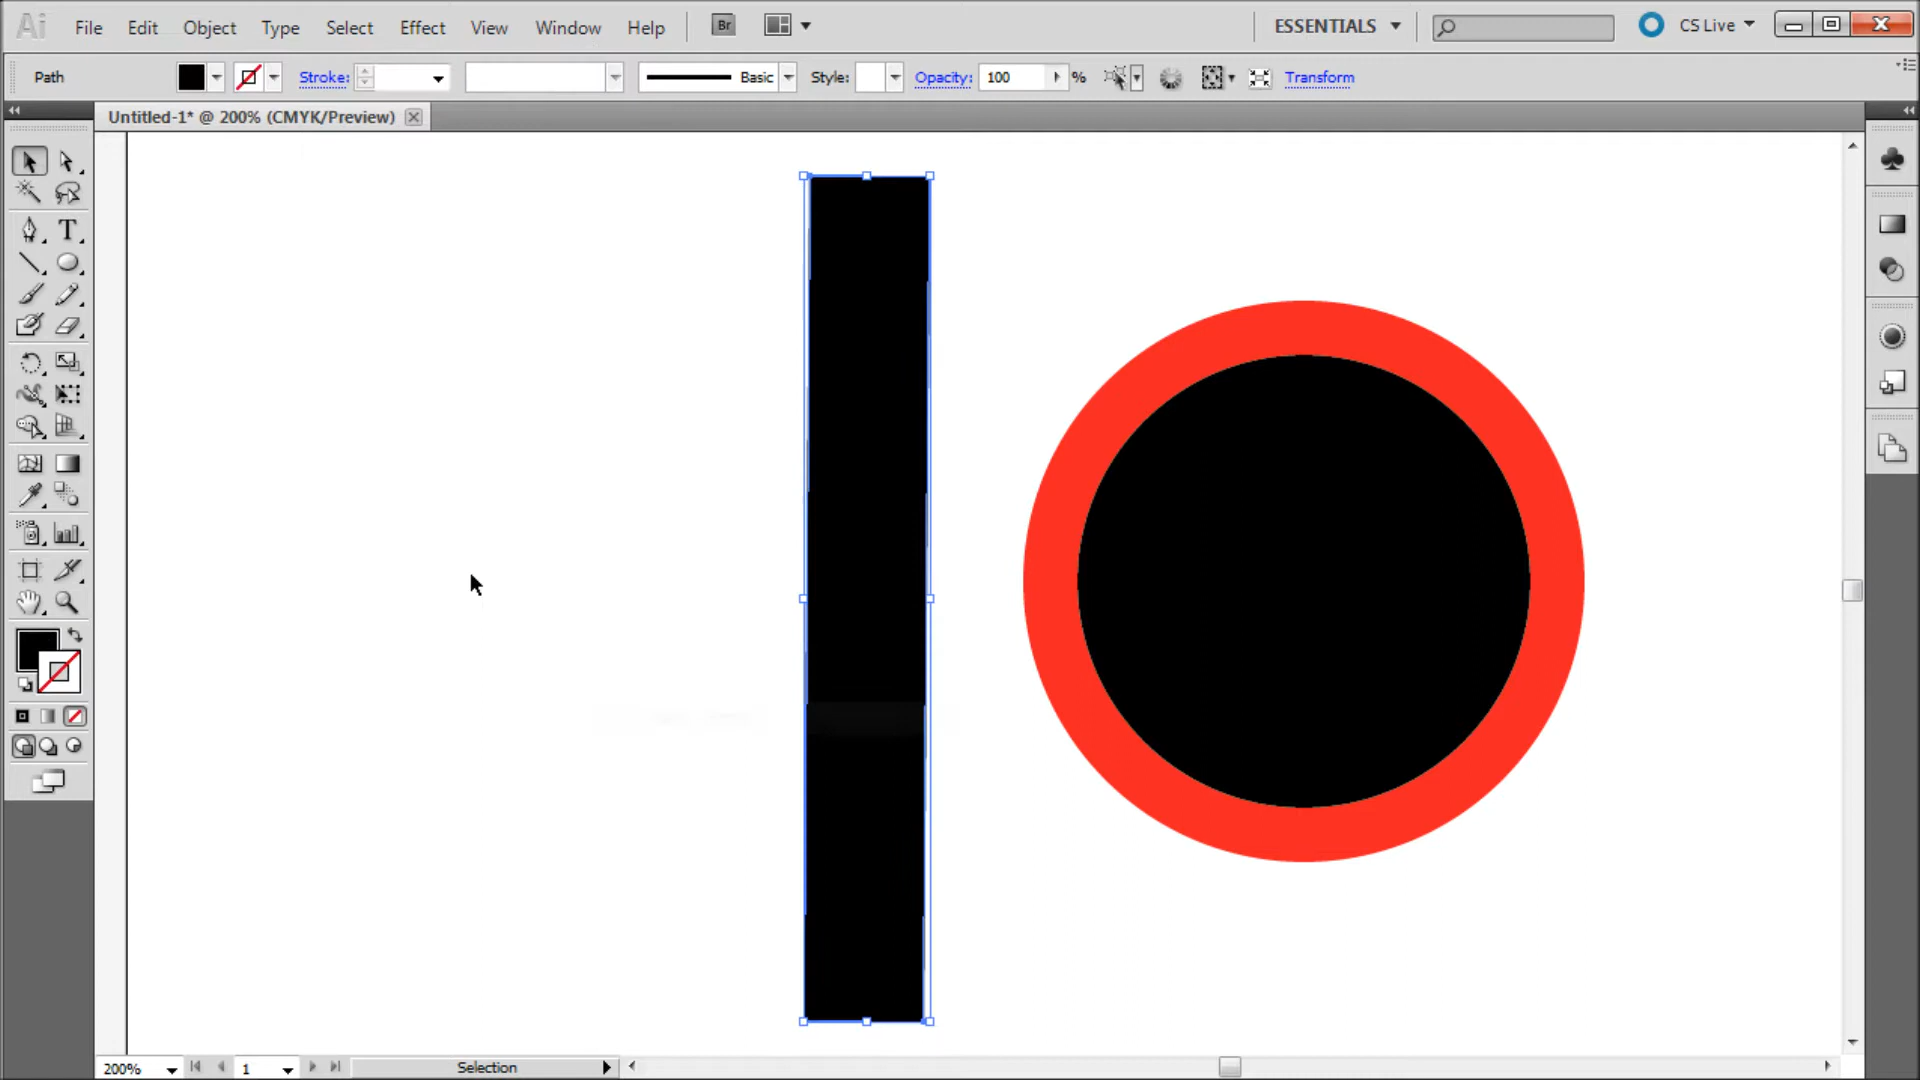 Ai File Edit Object Type Select Effect View Window Help Br ESSENTIALS CS Live
Path Stroke: Basic Style: Opacity: 100 % Transform
Untitled-1* @ 200% (CMYK/Preview)
T
200% 1 Selection